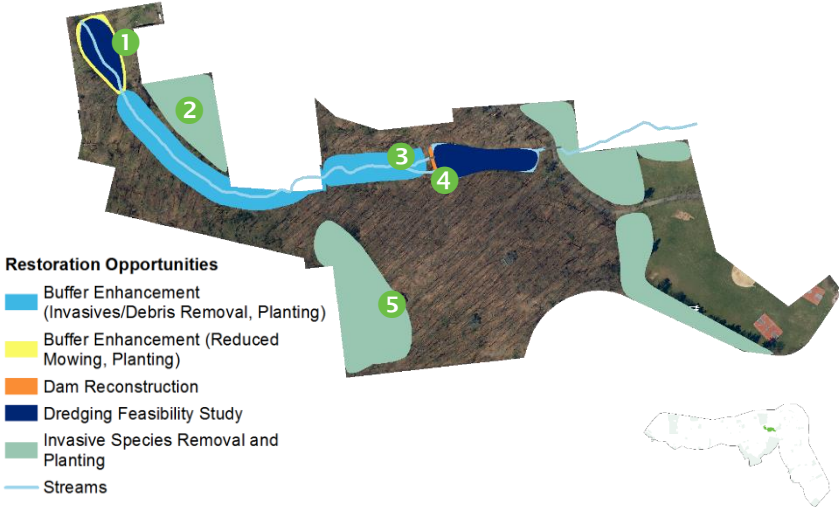 1
2
3
4
5
Restoration Opportunities
Buffer Enhancement
(Invasives/Debris Removal, Planting)
Buffer Enhancement (Reduced
Mowing, Planting)
Dam Reconstruction
Dredging Feasibility Study
Invasive Species Removal and
Planting
Streams